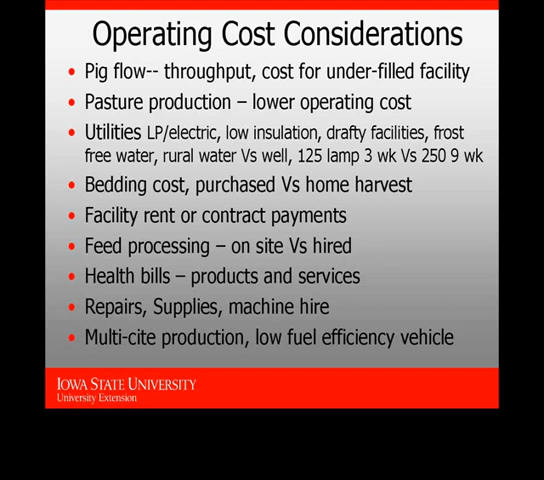 Operating Cost Considerations
• Pig flow-- throughput, cost for under-filled facility
• Pasture production – lower operating cost
• Utilities LP/electric, low insulation, drafty facilities, frost
free water, rural water Vs well, 125 lamp 3 wk Vs 250 9 wk
• Bedding cost, purchased Vs home harvest
• Facility rent or contract payments
• Feed processing – on site Vs hired
• Health bills – products and services
• Repairs, Supplies, machine hire
• Multi-cite production, low fuel efficiency vehicle
IOWA STATE UNIVERSITY
University Extension